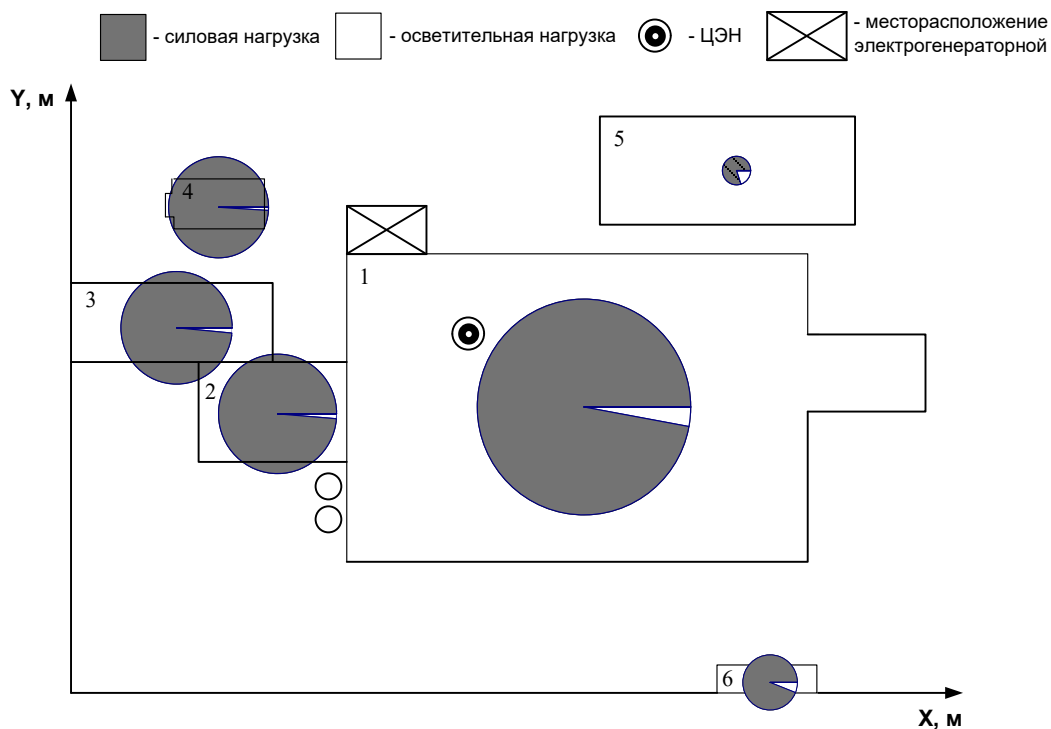 - силовая нагрузка
- осветительная нагрузка
- ЦЭН
- месторасположение
электрогенераторной
Y, м
5
4
1
3
2
6
X, м